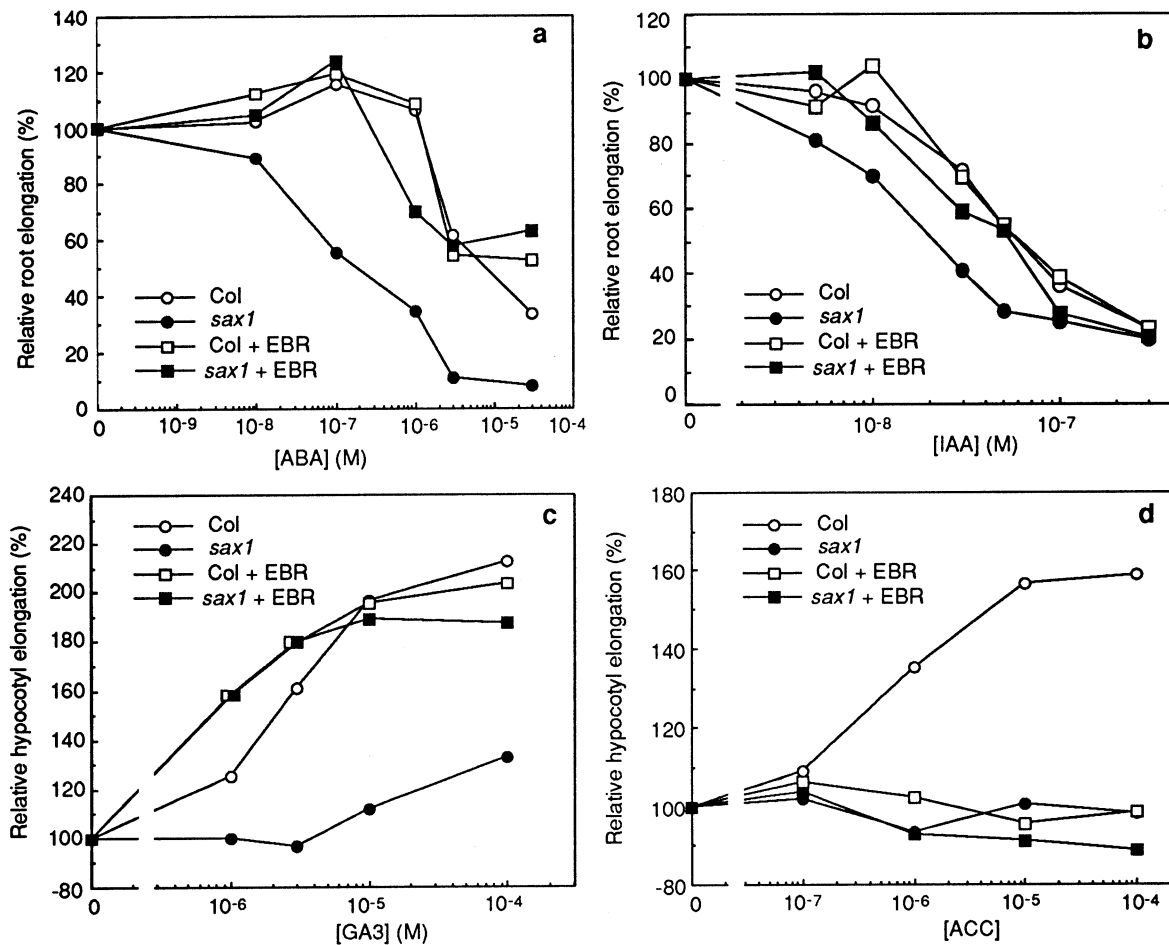 a
Relative root elongation (%)
140
120
100
80
60
40
20
0
Col
sax1
Col + EBR
sax1 + EBR
0 10-9 10-8 10-7 10-6 10-5 10-4
[ABA] (M)
b
Relative root elongation (%)
120
100
80
60
40
20
0
Col
sax1
Col + EBR
sax1 + EBR
0 10-8 10-7
[IAA] (M)
c
Relative hypocotyl elongation (%)
240
220
200
180
160
140
120
100
-80
Col
sax1
Col + EBR
sax1 + EBR
0 10-6 10-5 10-4
[GA3] (M)
d
Relative hypocotyl elongation (%)
180
160
140
120
100
-80
Col
sax1
Col + EBR
sax1 + EBR
0 10-7 10-6 10-5 10-4
[ACC]